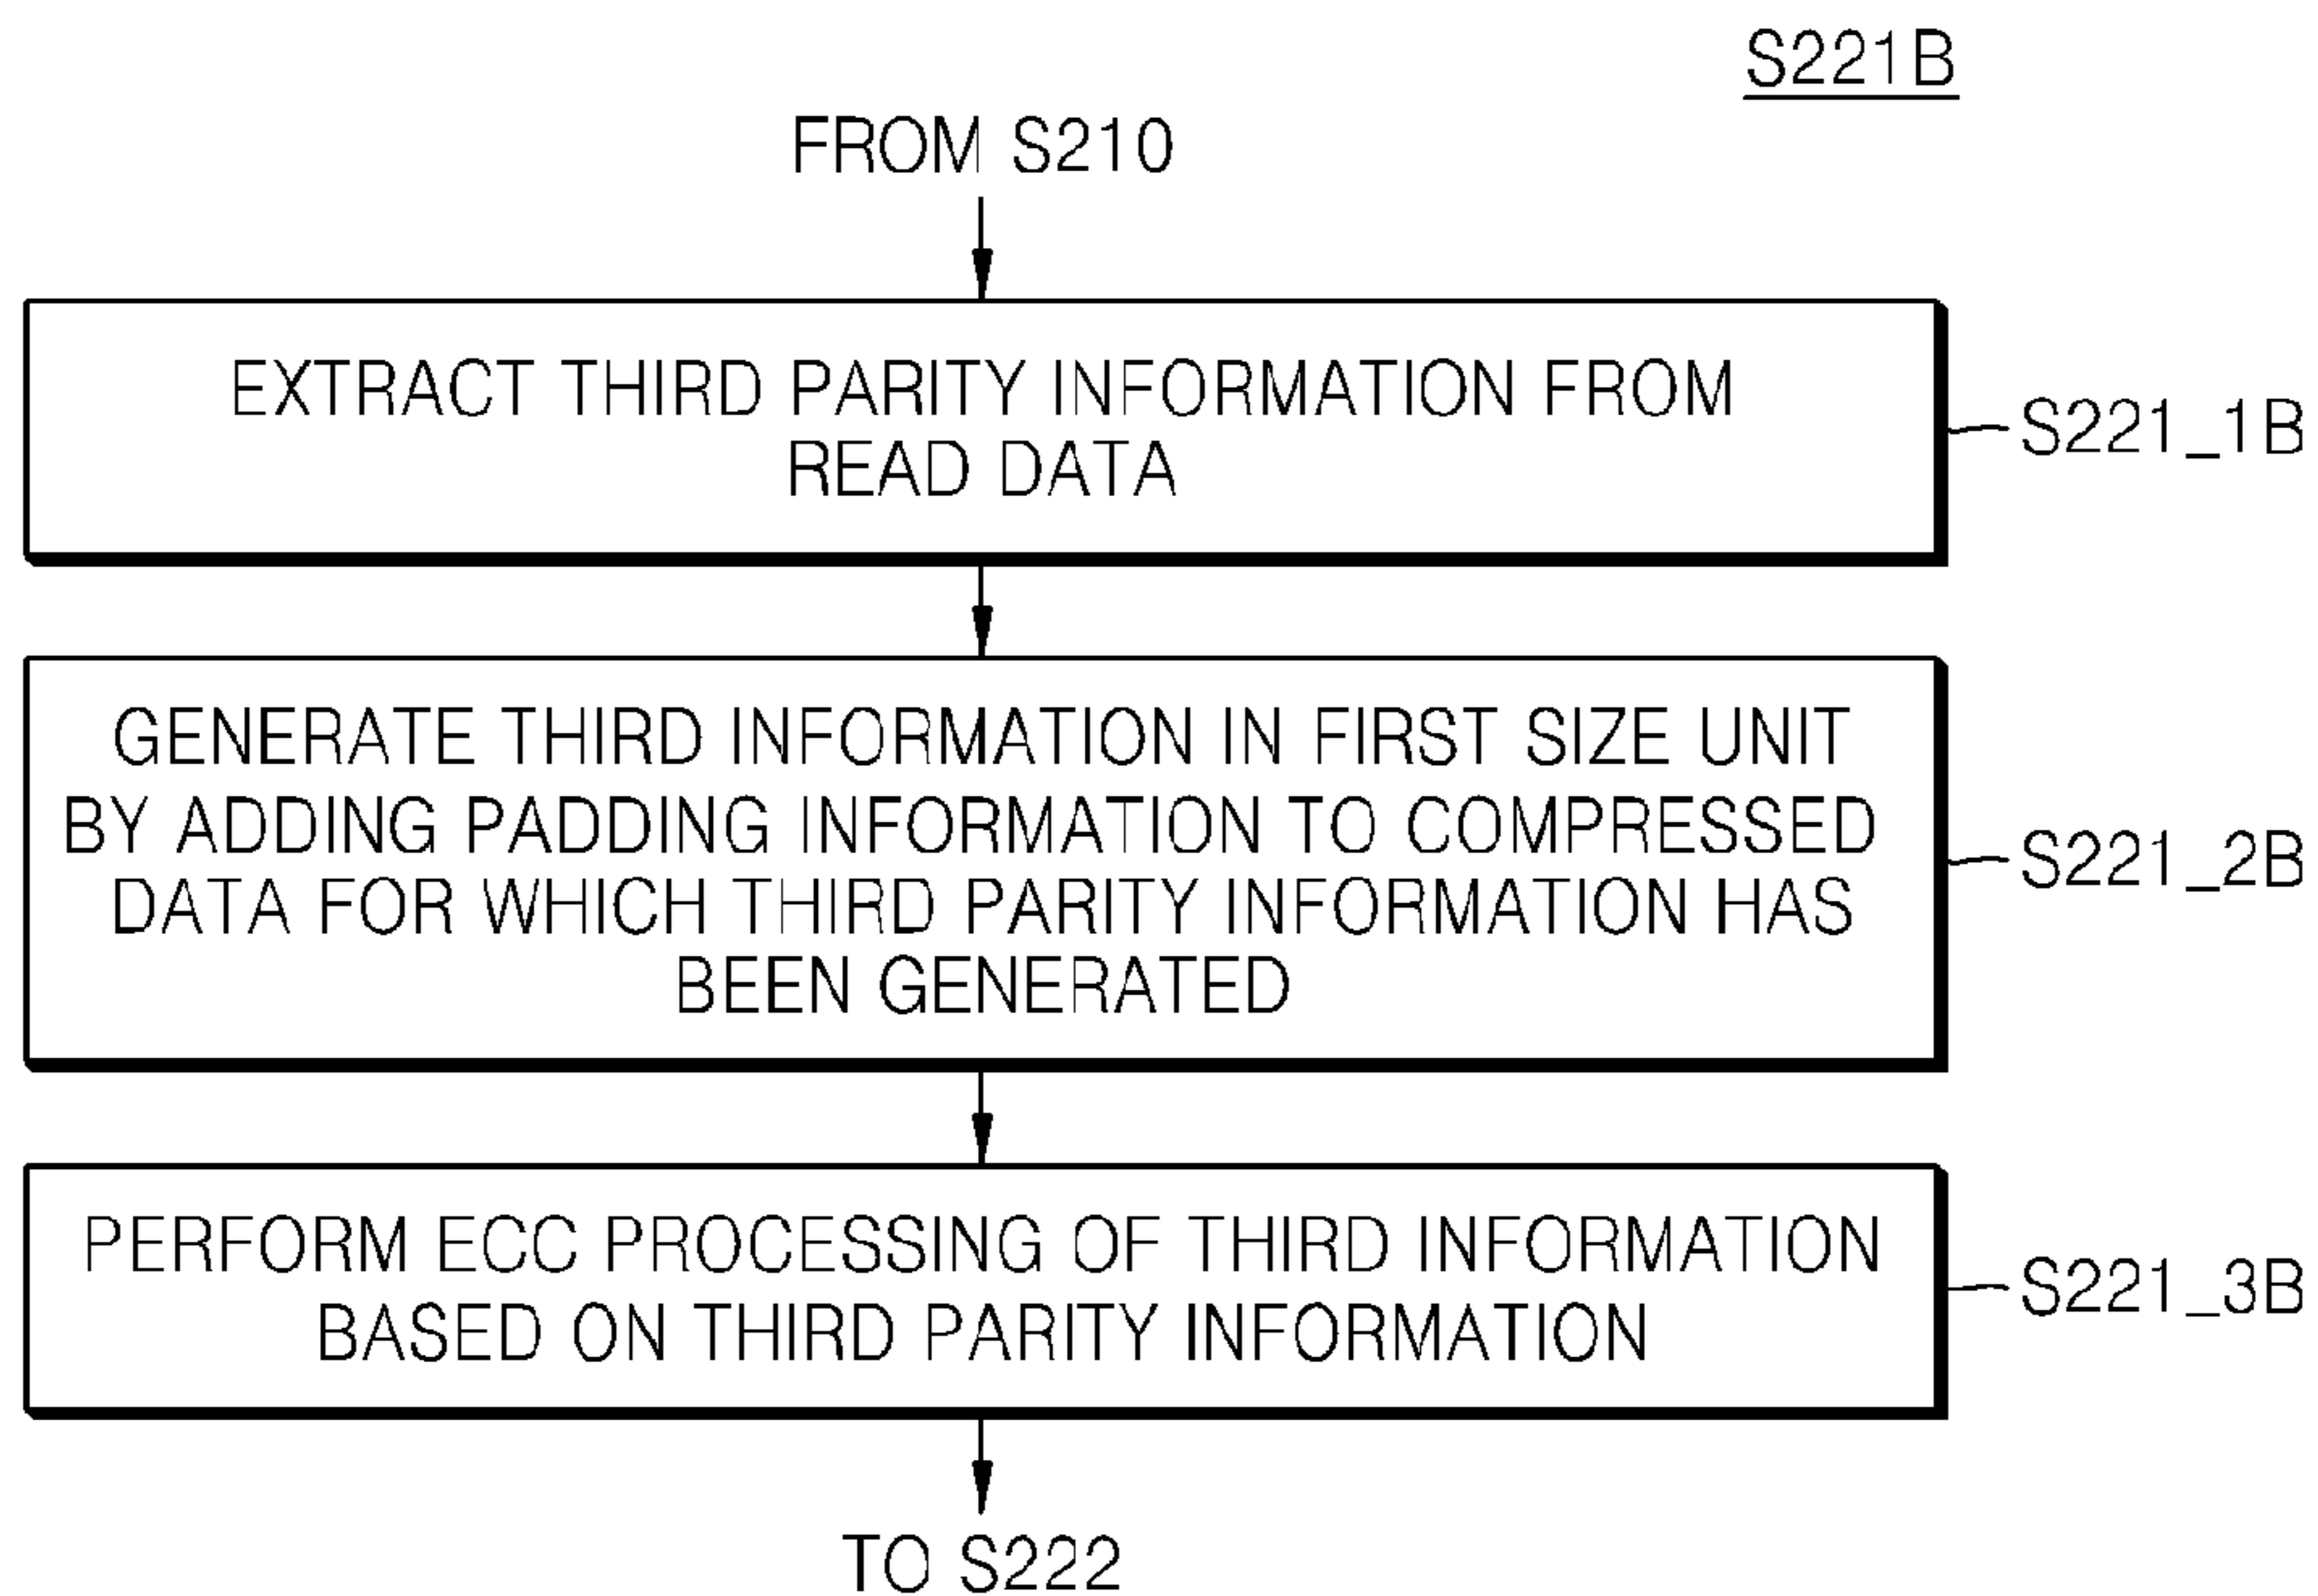 S221B
FROM S210
EXTRACT THIRD PARITY INFORMATION FROM
READ DATA
S221_1B
GENERATE THIRD INFORMATION IN FIRST SIZE UNIT
BY ADDING PADDING INFORMATION TO COMPRESSED
DATA FOR WHICH THIRD PARITY INFORMATION HAS
BEEN GENERATED
S221_2B
PERFORM ECC PROCESSING OF THIRD INFORMATION
BASED ON THIRD PARITY INFORMATION
S221_3B
TO S222